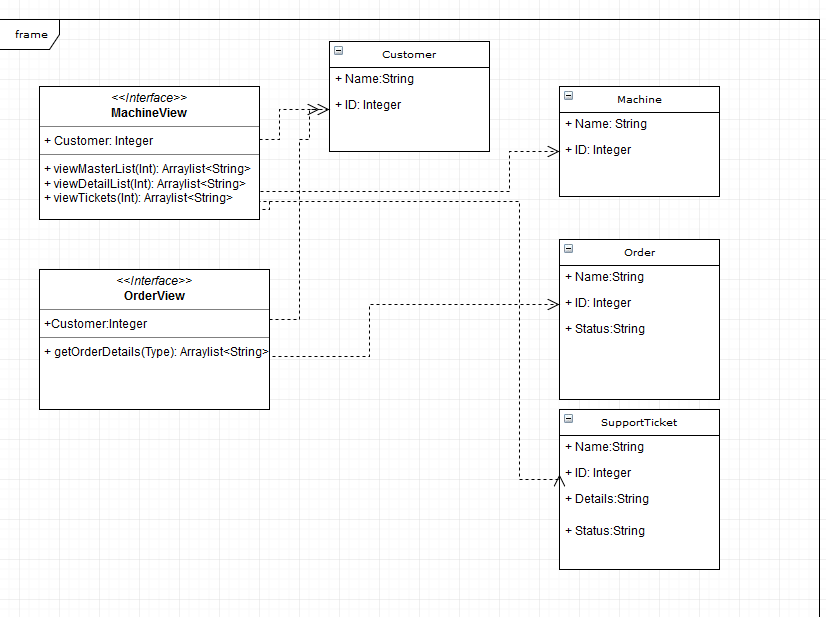 frame
<<Interface>>
MachineView
+ Customer: Integer
+ viewMasterList(Int): Arraylist<String>
+ viewDetailList(Int): Arraylist<String>
+ viewTickets(Int): Arraylist<String>
<<Interface>>
OrderView
+Customer:Integer
+ getOrderDetails(Type): Arraylist<String>
Customer
+ Name:String
+ ID: Integer
Machine
+ Name: String
+ ID: Integer
Order
+ Name:String
+ ID: Integer
+ Status:String
SupportTicket
+ Name:String
+ ID: Integer
+ Details:String
+ Status:String